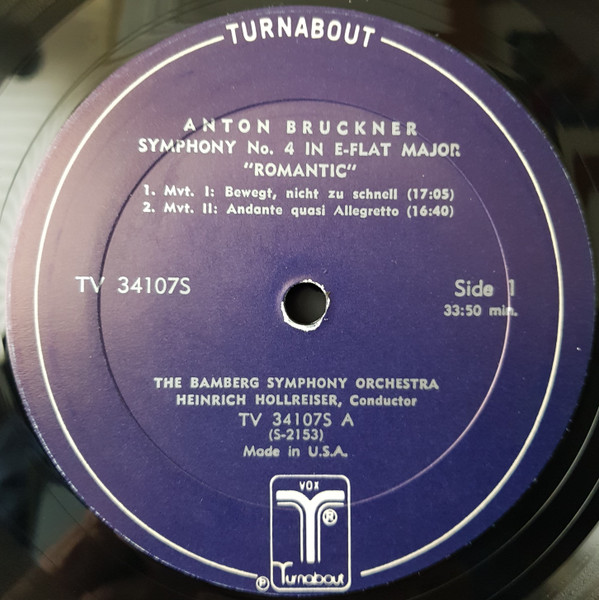 TURNABOUT
ANTON BRUCKNER
SYMPHONY No. 4 IN E-FLAT MAJOR
"ROMANTIC"
1. Mvt. I: Bewegt, nicht zu schnell (17:05)
2. Mvt. II: Andante quasi Allegretto (16:40)
TV 34107S
Side 1
33:50 min.
THE BAMBERG SYMPHONY ORCHESTRA
HEINRICH HOLLREISER, Conductor
TV 34107S A
(S-2153)
Made in U.S.A.
VOX
T ®
℗ Turnabout